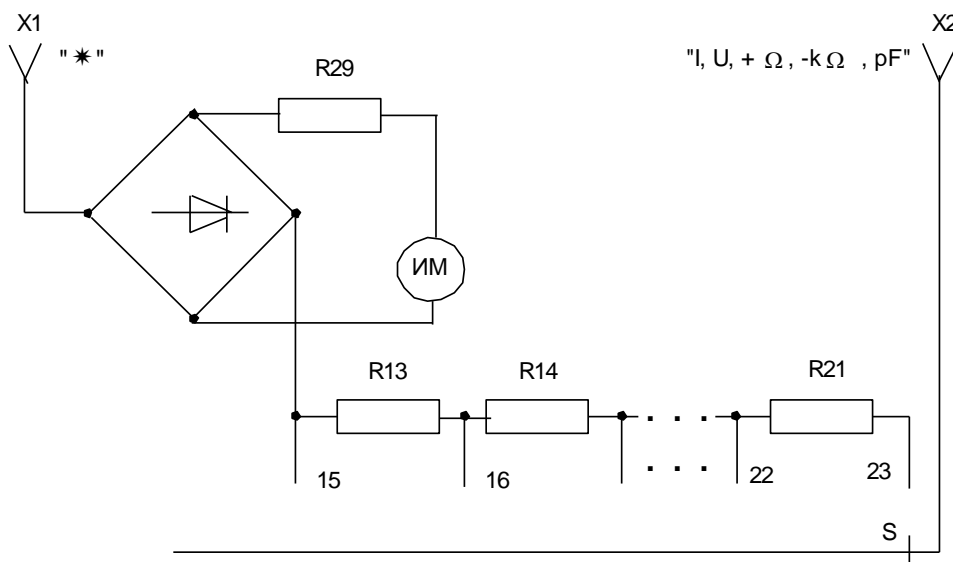 X1
X2
"✷"
"I, U, + Ω, -k Ω , pF"
R29
ИМ
R13
R14
R21
. . .
15
16
. . .
22
23
S